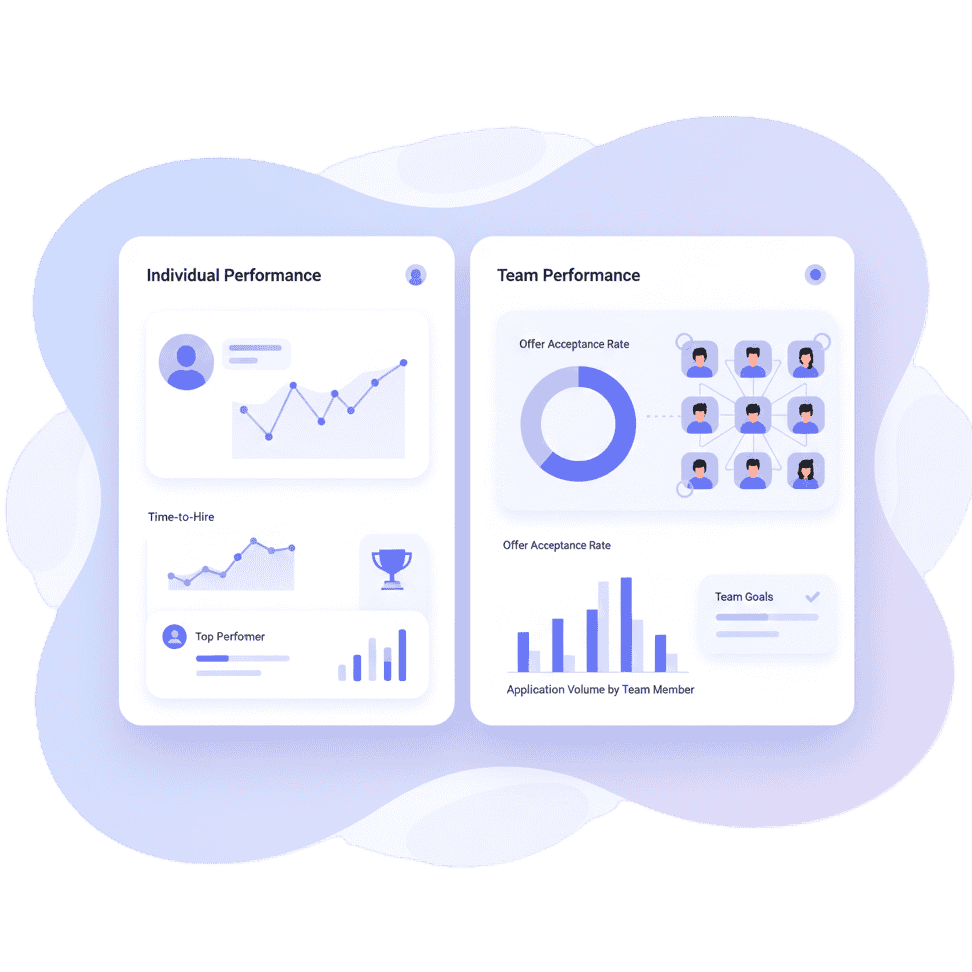 Individual Performance
Time-to-Hire
Top Perfomer
Team Performance
Offer Acceptance Rate
Offer Acceptance Rate
Team Goals
Application Volume by Team Member